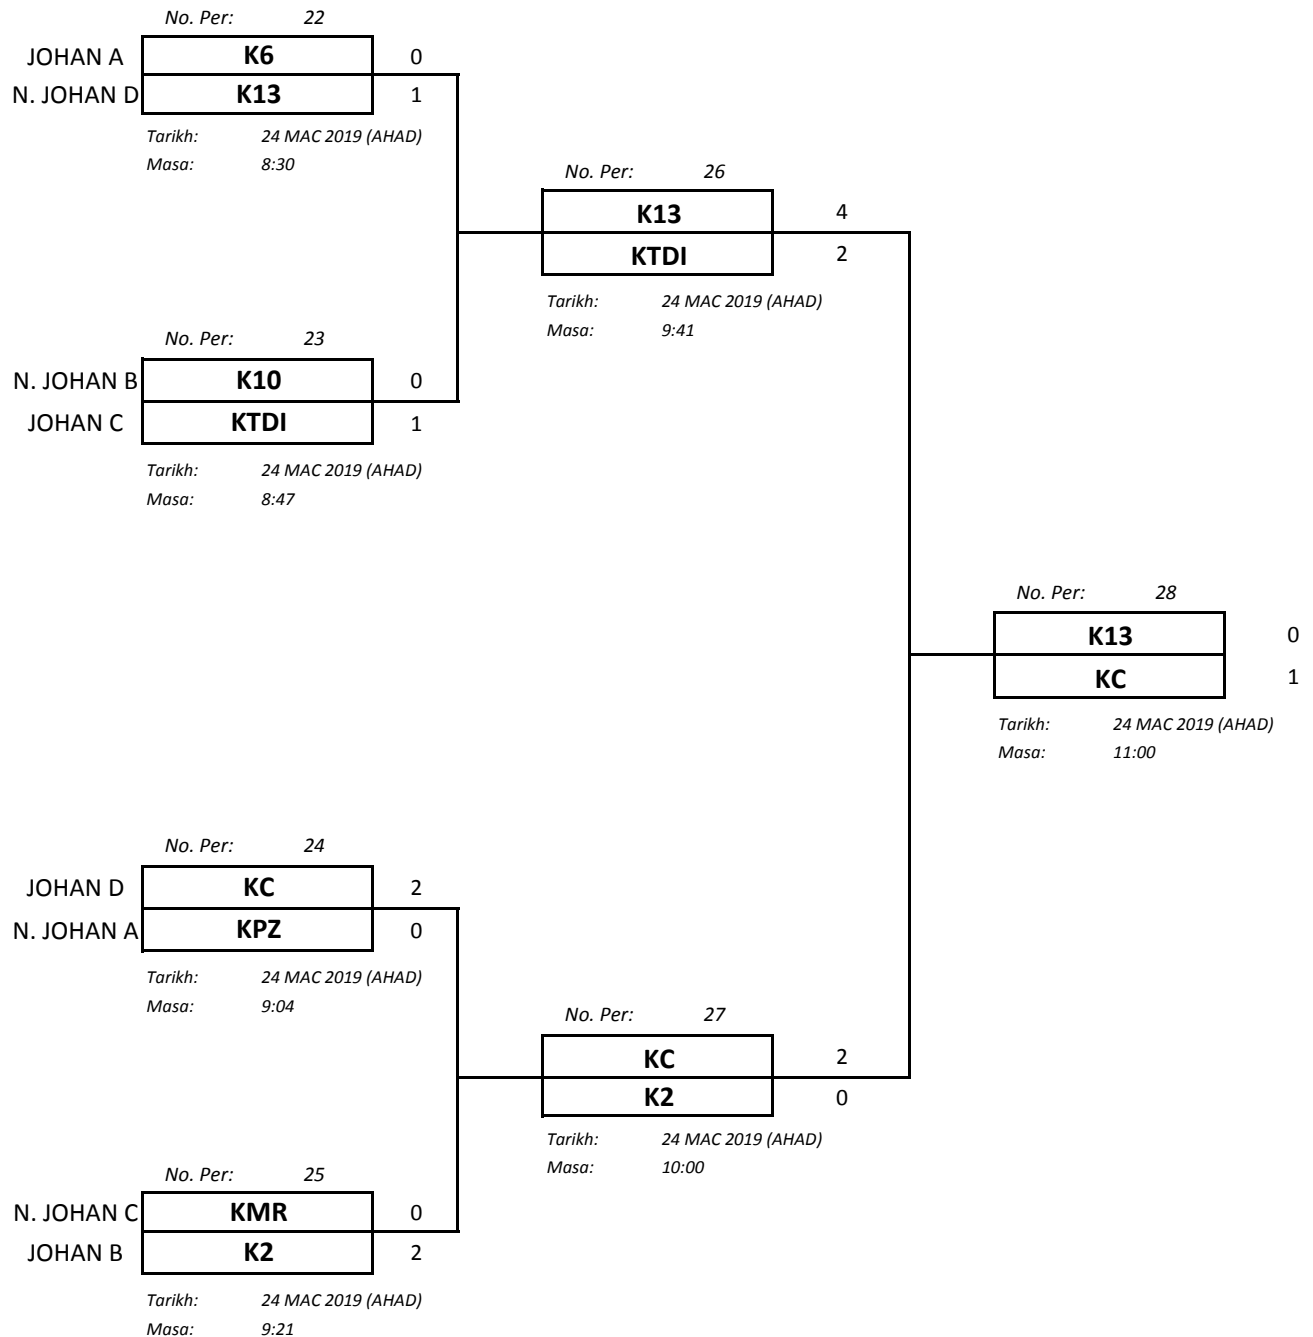 No. Per: 22
JOHAN A K6 0
N. JOHAN D K13 1
Tarikh: 24 MAC 2019 (AHAD)
Masa: 8:30
No. Per: 26
K13 4
KTDI 2
Tarikh: 24 MAC 2019 (AHAD)
Masa: 9:41
No. Per: 23
N. JOHAN B K10 0
JOHAN C KTDI 1
Tarikh: 24 MAC 2019 (AHAD)
Masa: 8:47
No. Per: 28
K13 0
KC 1
Tarikh: 24 MAC 2019 (AHAD)
Masa: 11:00
No. Per: 24
JOHAN D KC 2
N. JOHAN A KPZ 0
Tarikh: 24 MAC 2019 (AHAD)
Masa: 9:04
No. Per: 27
KC 2
K2 0
Tarikh: 24 MAC 2019 (AHAD)
Masa: 10:00
No. Per: 25
N. JOHAN C KMR 0
JOHAN B K2 2
Tarikh: 24 MAC 2019 (AHAD)
Masa: 9:21